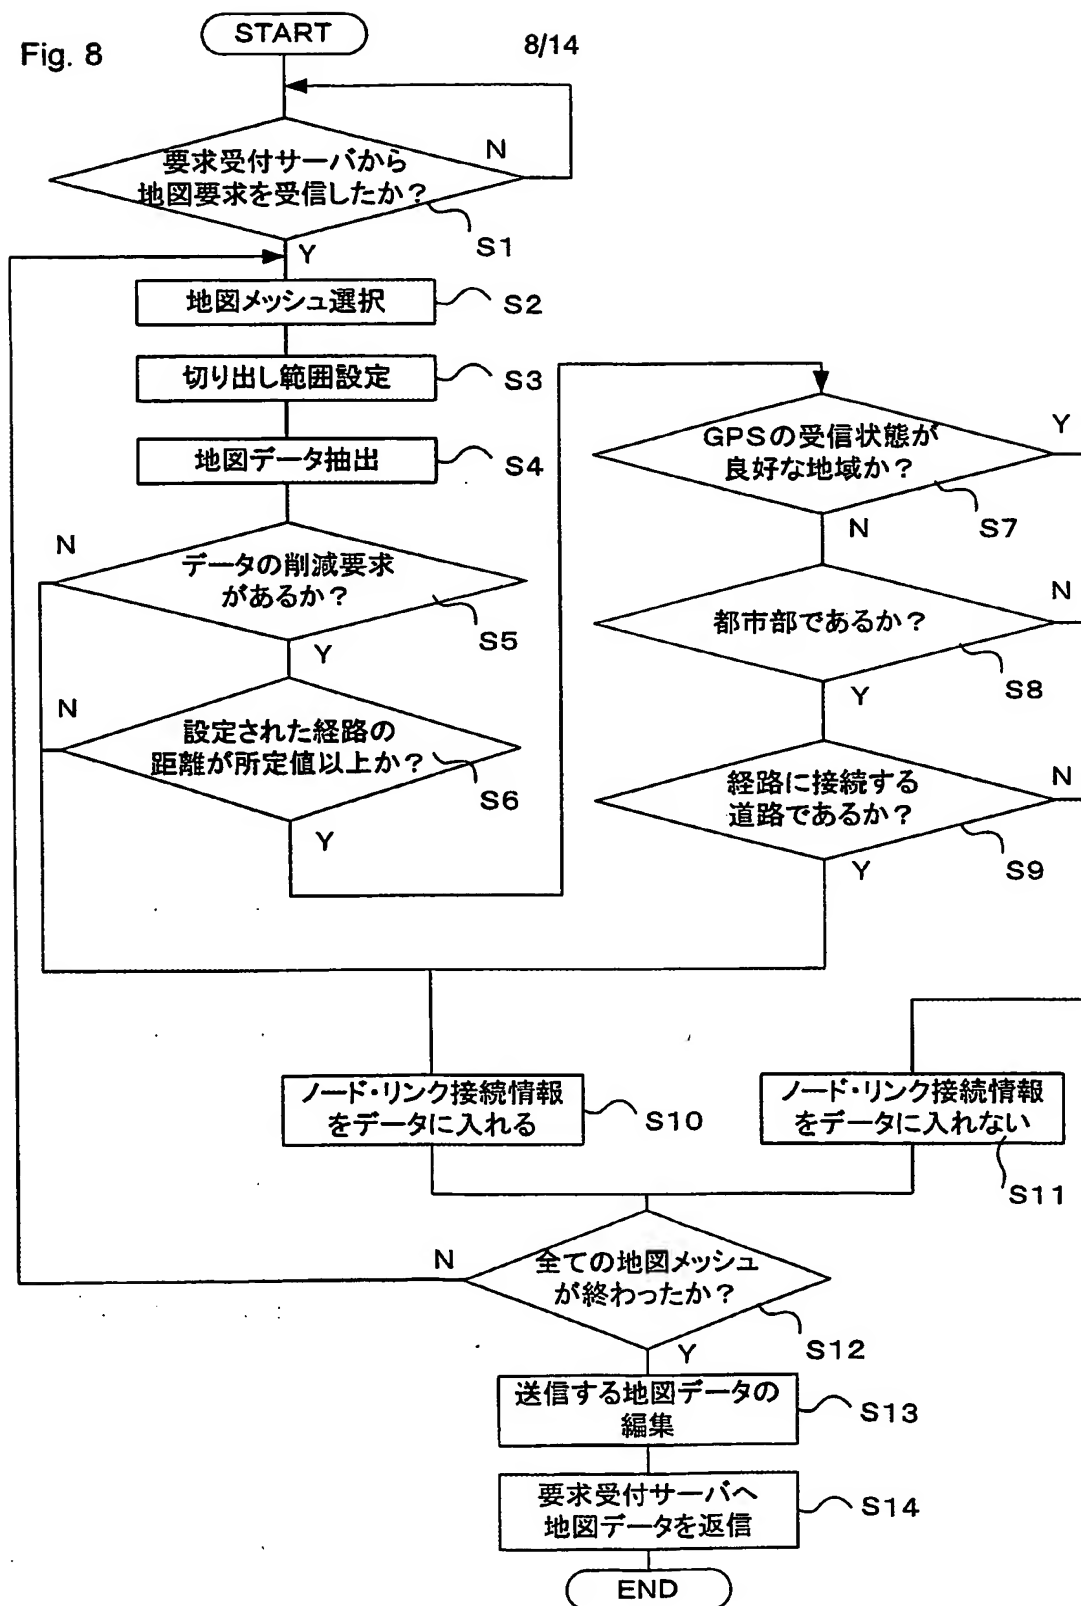 Fig. 8
8/14
START
要求受付サーバから
地図要求を受信したか？
N
S1
Y
地図メッシュ選択
S2
切り出し範囲設定
S3
地図データ抽出
S4
データの削減要求
があるか？
N
S5
Y
設定された経路の
距離が所定値以上か？
N
S6
Y
GPSの受信状態が
良好な地域か？
Y
S7
N
都市部であるか？
N
S8
Y
経路に接続する
道路であるか？
N
S9
Y
ノード・リンク接続情報
をデータに入れる
S10
ノード・リンク接続情報
をデータに入れない
S11
全ての地図メッシュ
が終わったか？
N
S12
Y
送信する地図データの
編集
S13
要求受付サーバへ
地図データを返信
S14
END